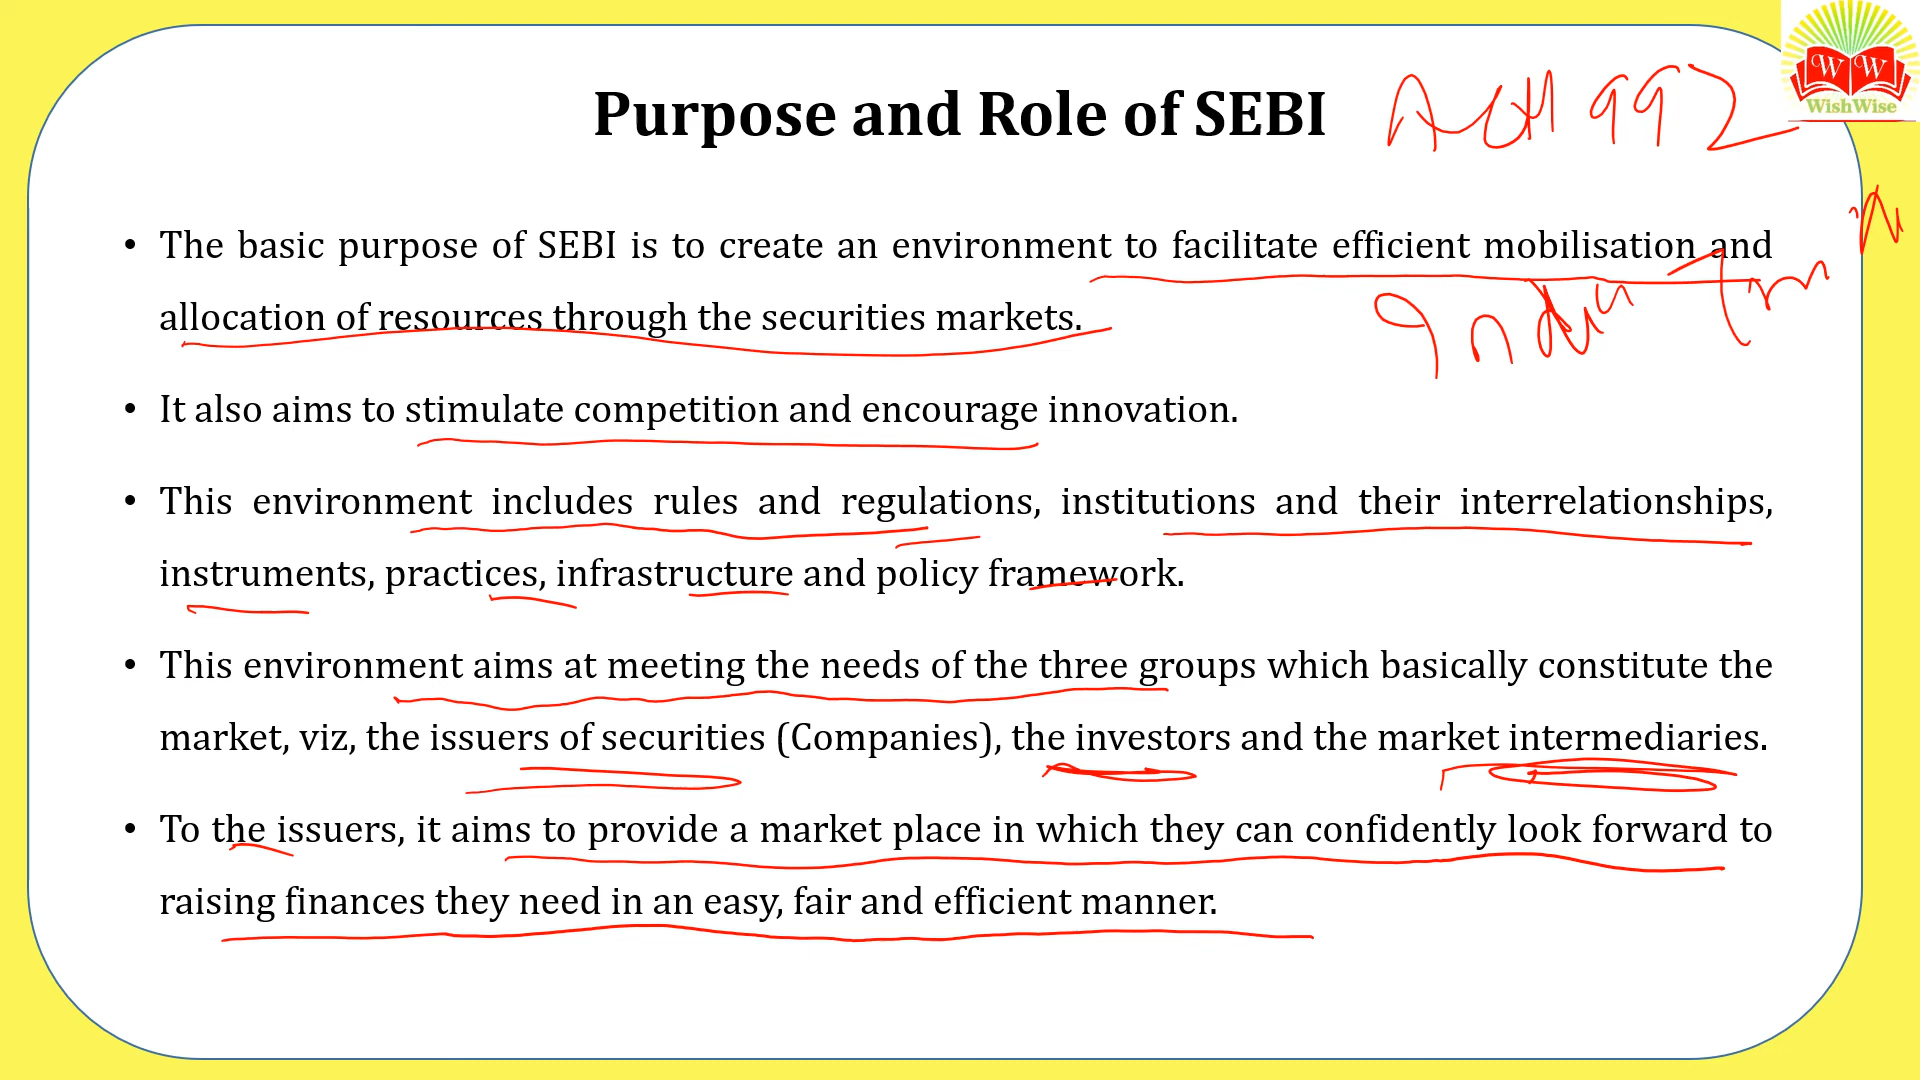 Purpose and Role of SEBI
Act 1992
W W
WishWise
• The basic purpose of SEBI is to create an environment to facilitate efficient mobilisation and
allocation of resources through the securities markets.
• It also aims to stimulate competition and encourage innovation.
• This environment includes rules and regulations, institutions and their interrelationships,
instruments, practices, infrastructure and policy framework.
• This environment aims at meeting the needs of the three groups which basically constitute the
market, viz, the issuers of securities (Companies), the investors and the market intermediaries.
• To the issuers, it aims to provide a market place in which they can confidently look forward to
raising finances they need in an easy, fair and efficient manner.